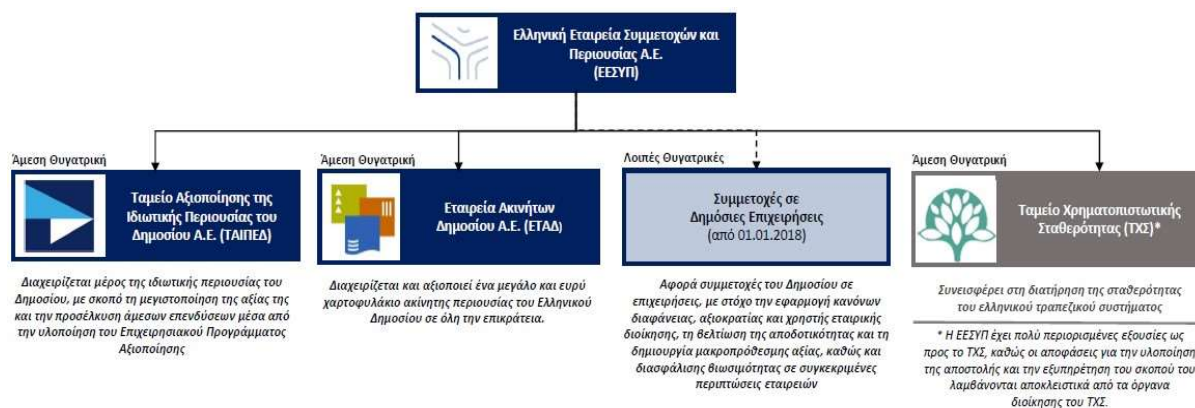 Ελληνική Εταιρεία Συμμετοχών και
Περιουσίας Α.Ε.
(ΕΕΣΥΠ)
Άμεση Θυγατρική
Ταμείο Αξιοποίησης της
Ιδιωτικής Περιουσίας του
Δημοσίου Α.Ε. (ΤΑΙΠΕΔ)
Διαχειρίζεται μέρος της ιδιωτικής περιουσίας του
Δημοσίου, με σκοπό τη μεγιστοποίηση της αξίας της
και την προσέλκυση άμεσων επενδύσεων μέσα από
την υλοποίηση του Επιχειρησιακού Προγράμματος
Αξιοποίησης
Άμεση Θυγατρική
Εταιρεία Ακινήτων
Δημοσίου Α.Ε. (ΕΤΑΔ)
Διαχειρίζεται και αξιοποιεί ένα μεγάλο και ευρύ
χαρτοφυλάκιο ακίνητης περιουσίας του Ελληνικού
Δημοσίου σε όλη την επικράτεια.
Λοιπές Θυγατρικές
Συμμετοχές σε
Δημόσιες Επιχειρήσεις
(από 01.01.2018)
Αφορά συμμετοχές του Δημοσίου σε
επιχειρήσεις, με στόχο την εφαρμογή κανόνων
διαφάνειας, αξιοκρατίας και χρηστής εταιρικής
διοίκησης, τη βελτίωση της αποδοτικότητας και τη
δημιουργία μακροπρόθεσμης αξίας, καθώς και
διασφάλισης βιωσιμότητας σε συγκεκριμένες
περιπτώσεις εταιρειών
Άμεση Θυγατρική
Ταμείο Χρηματοπιστωτικής
Σταθερότητας (ΤΧΣ)*
Συνεισφέρει στη διατήρηση της σταθερότητας
του ελληνικού τραπεζικού συστήματος
* Η ΕΕΣΥΠ έχει πολύ περιορισμένες εξουσίες ως
προς το ΤΧΣ, καθώς οι αποφάσεις για την υλοποίηση
της αποστολής και την εξυπηρέτηση του σκοπού του
λαμβάνονται αποκλειστικά από τα όργανα
διοίκησης του ΤΧΣ.